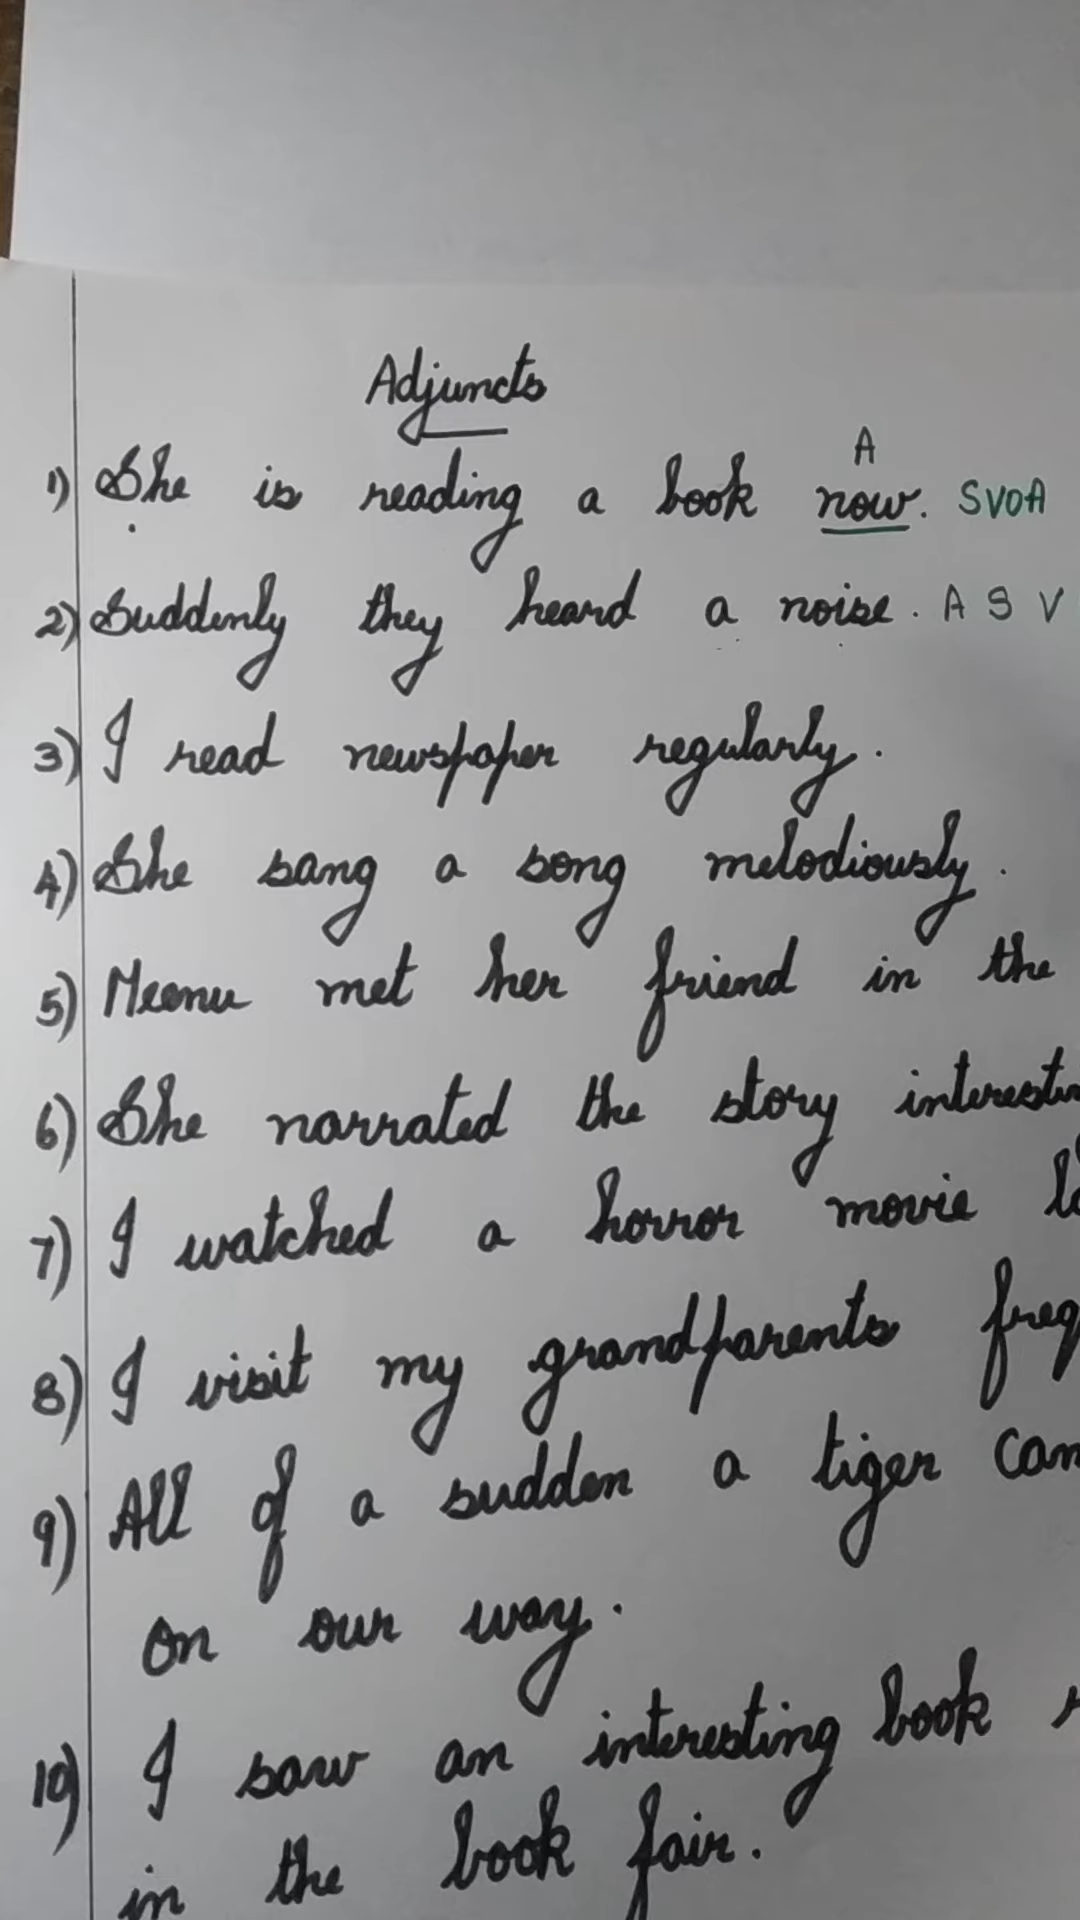 Adjuncts
A
1) She is reading a book now. SVOA
2) Suddenly they heard a noise. A S V
3) I read newspaper regularly.
4) She sang a song melodiously.
5) Meenu met her friend in the
6) She narrated the story
7) I watched a horror movie
8) I visit my grandparents
9) All of a sudden a tiger
on our way.
10) I saw an interesting book
in the book fair.